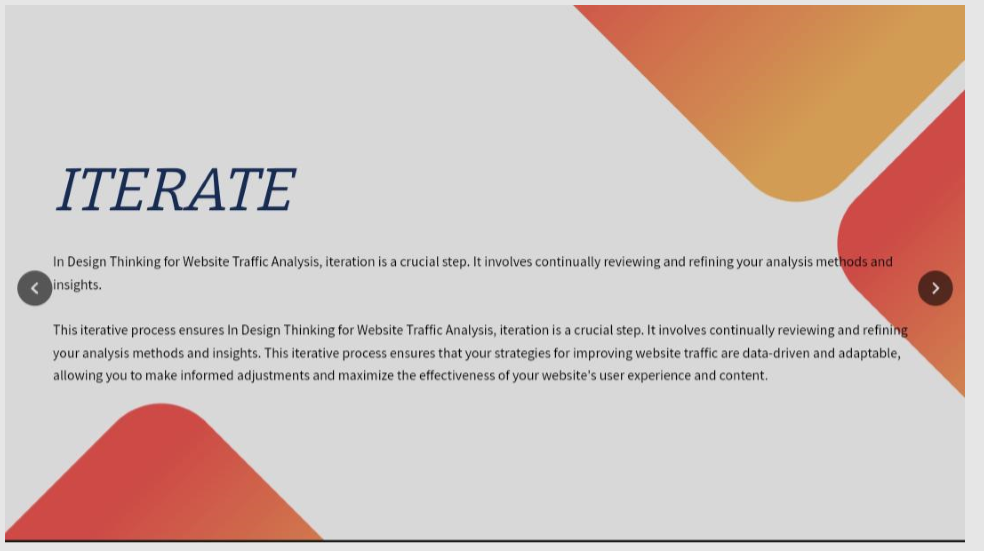 ITERATE
In Design Thinking for Website Traffic Analysis, iteration is a crucial step. It involves continually reviewing and refining your analysis methods and
insights.
This iterative process ensures In Design Thinking for Website Traffic Analysis, iteration is a crucial step. It involves continually reviewing and refining
your analysis methods and insights. This iterative process ensures that your strategies for improving website traffic are data-driven and adaptable,
allowing you to make informed adjustments and maximize the effectiveness of your website's user experience and content.